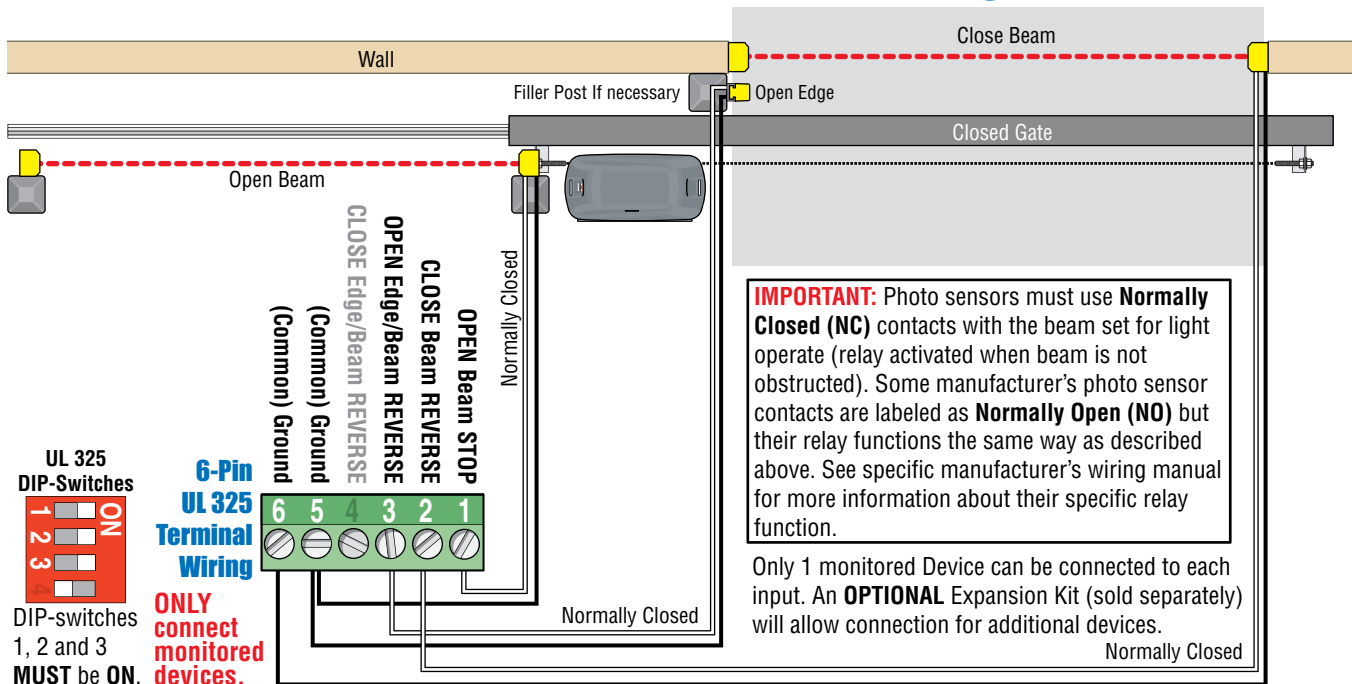 Close Beam
Wall
Filler Post If necessary
Open Edge
Closed Gate
Open Beam
(Common) Ground
(Common) Ground
CLOSE Edge/Beam REVERSE
OPEN Edge/Beam REVERSE
CLOSE Beam REVERSE
OPEN Beam STOP
Normally Closed
IMPORTANT: Photo sensors must use Normally
Closed (NC) contacts with the beam set for light
operate (relay activated when beam is not
obstructed). Some manufacturer's photo sensor
contacts are labeled as Normally Open (NO) but
their relay functions the same way as described
above. See specific manufacturer's wiring manual
for more information about their specific relay
function.
UL 325
DIP-Switches
ON
1
2
3
4
DIP-switches
1, 2 and 3
MUST be ON.
6-Pin
UL 325
Terminal
Wiring
6 5 4 3 2 1
ONLY
connect
monitored
devices.
Normally Closed
Only 1 monitored Device can be connected to each
input. An OPTIONAL Expansion Kit (sold separately)
will allow connection for additional devices.
Normally Closed